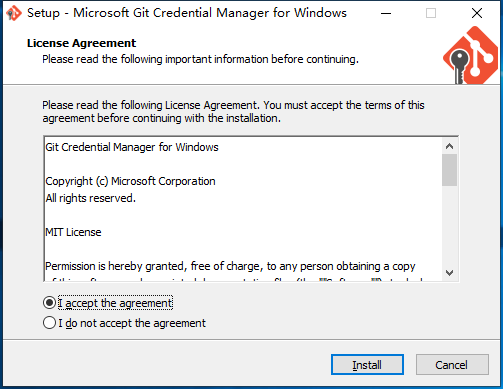 Setup - Microsoft Git Credential Manager for Windows
License Agreement
Please read the following important information before continuing.
Please read the following License Agreement. You must accept the terms of this
agreement before continuing with the installation.
Git Credential Manager for Windows
Copyright (c) Microsoft Corporation
All rights reserved.
MIT License
Permission is hereby granted, free of charge, to any person obtaining a copy
I accept the agreement
I do not accept the agreement
Install
Cancel